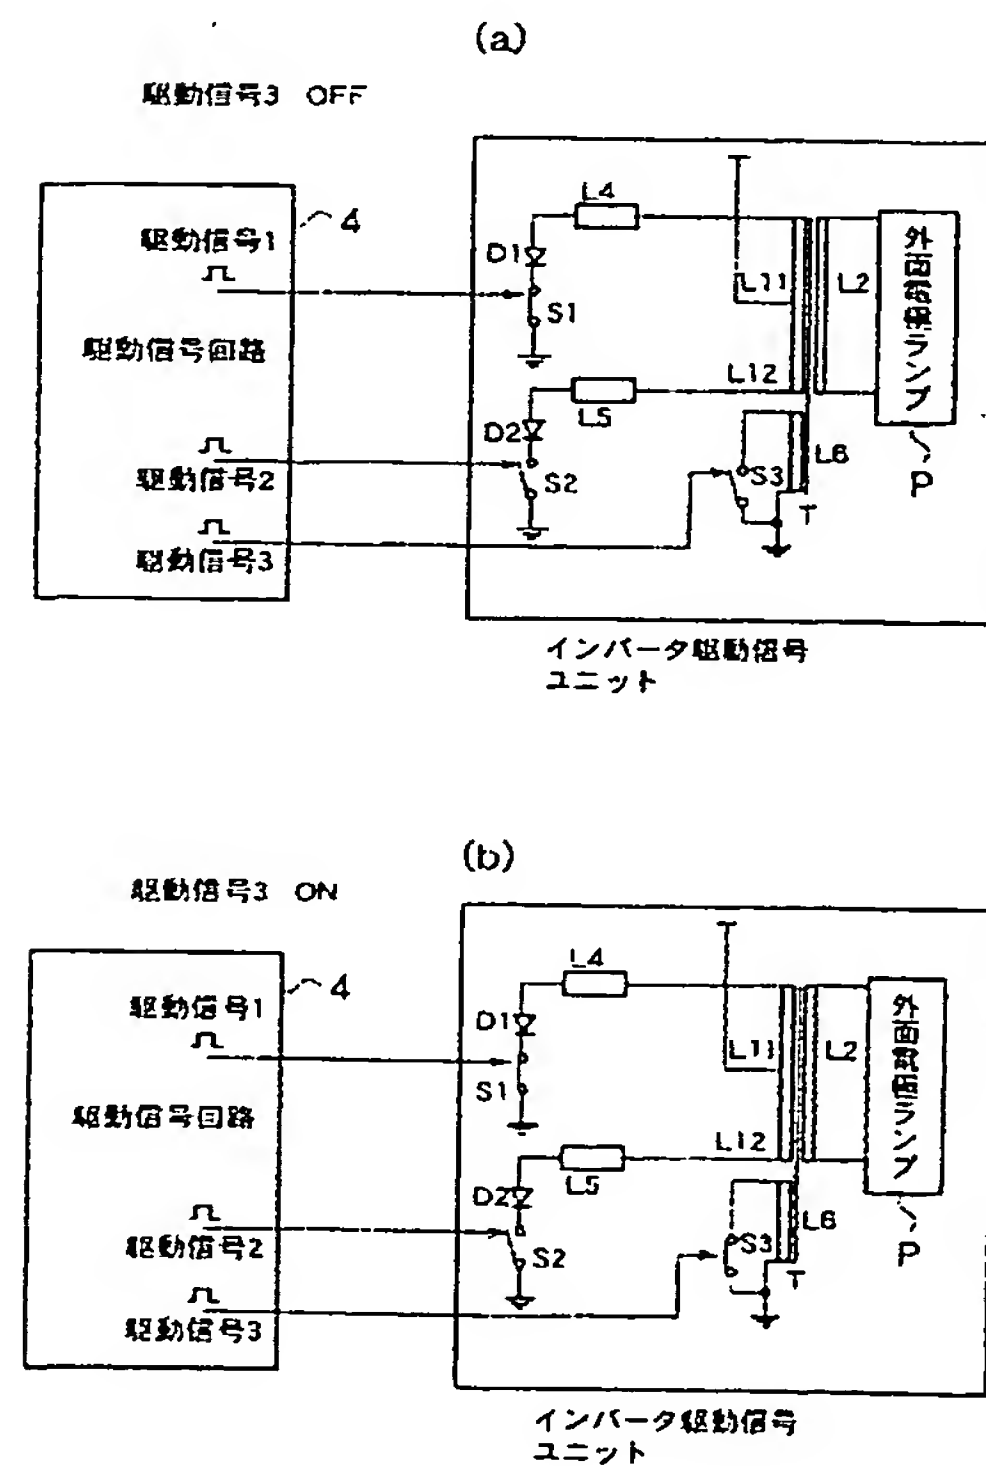 (a)
駆動信号3 OFF
駆動信号1
4
駆動信号回路
駆動信号2
駆動信号3
L4
D1
S1
L11
L2
L12
L5
D2
S2
S3
L6
T
外面電極ランプ
P
インバータ駆動信号
ユニット
(b)
駆動信号3 ON
駆動信号1
4
駆動信号回路
駆動信号2
駆動信号3
L4
D1
S1
L11
L2
L12
L5
D2
S2
S3
L6
T
外面電極ランプ
P
インバータ駆動信号
ユニット